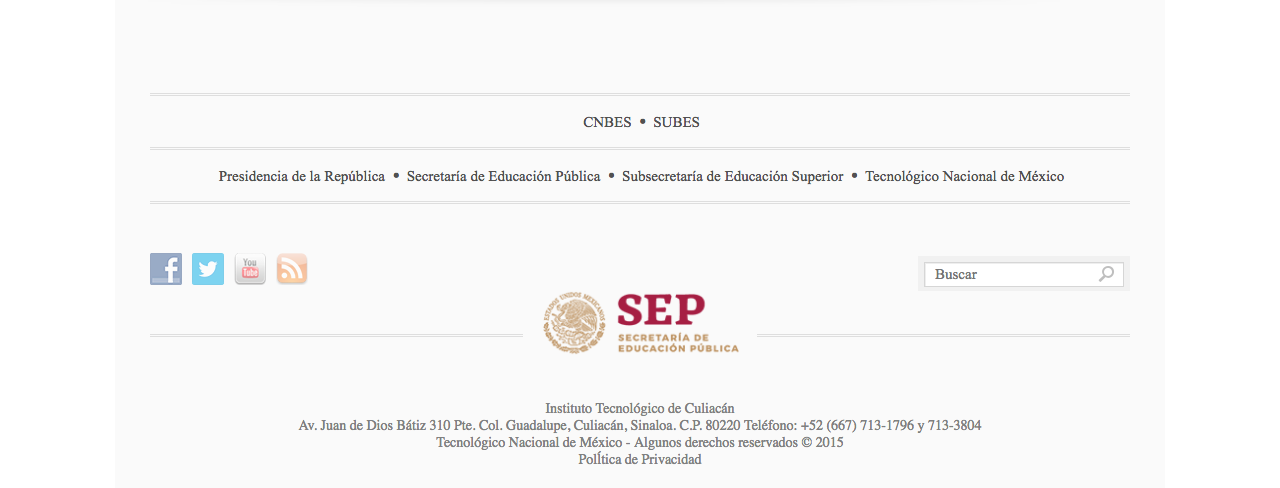 CNBES • SUBES
Presidencia de la República • Secretaría de Educación Pública • Subsecretaría de Educación Superior • Tecnológico Nacional de México
f
You
Tube
Buscar
ESTADOS UNIDOS MEXICANOS
SEP
SECRETARÍA DE
EDUCACIÓN PÚBLICA
Instituto Tecnológico de Culiacán
Av. Juan de Dios Bátiz 310 Pte. Col. Guadalupe, Culiacán, Sinaloa. C.P. 80220 Teléfono: +52 (667) 713-1796 y 713-3804
Tecnológico Nacional de México - Algunos derechos reservados © 2015
PolÍtica de Privacidad